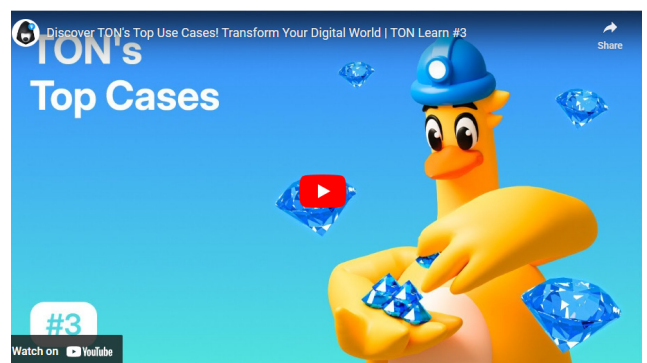 Discover TON's Top Use Cases! Transform Your Digital World | TON Learn #3
Share
TON's
Top Cases
#3
Watch on YouTube